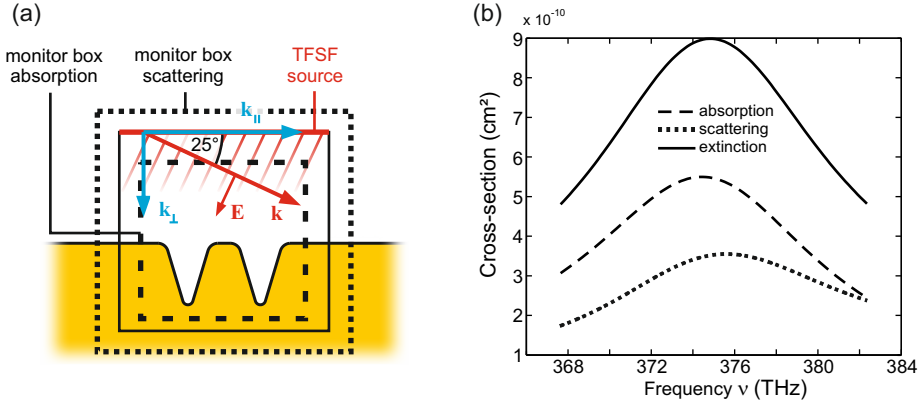 (a)
monitor box
absorption
monitor box
scattering
TFSF
source
k∥
25°
k⊥
E
k
(b)
x 10⁻¹⁰
9
8
7
6
5
4
3
2
1
Cross-section (cm²)
absorption
scattering
extinction
368
372
376
380
384
Frequency ν (THz)